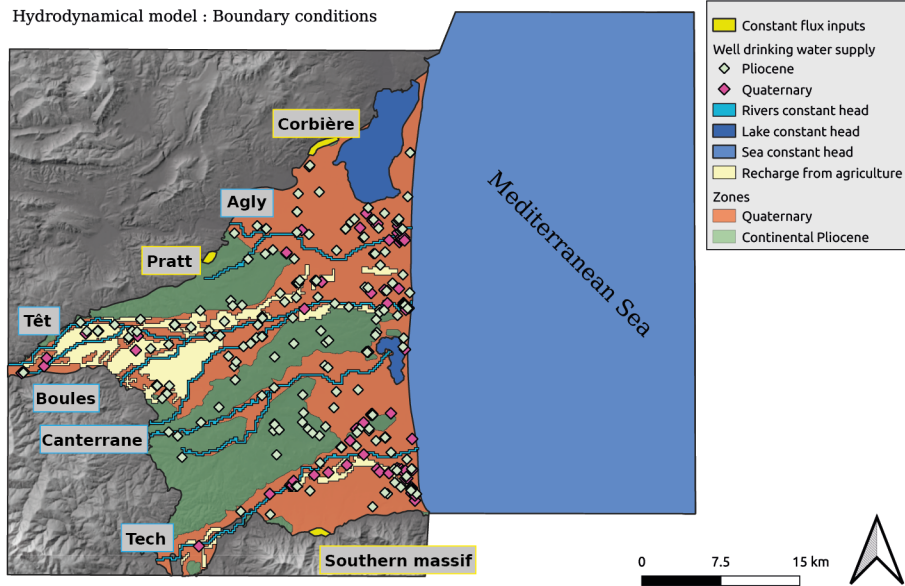 Hydrodynamical model : Boundary conditions
Constant flux inputs
Well drinking water supply
Pliocene
Quaternary
Rivers constant head
Lake constant head
Sea constant head
Recharge from agriculture
Zones
Quaternary
Continental Pliocene
Corbière
Agly
Pratt
Têt
Boules
Canterrane
Tech
Southern massif
Mediterranean Sea
0 7.5 15 km